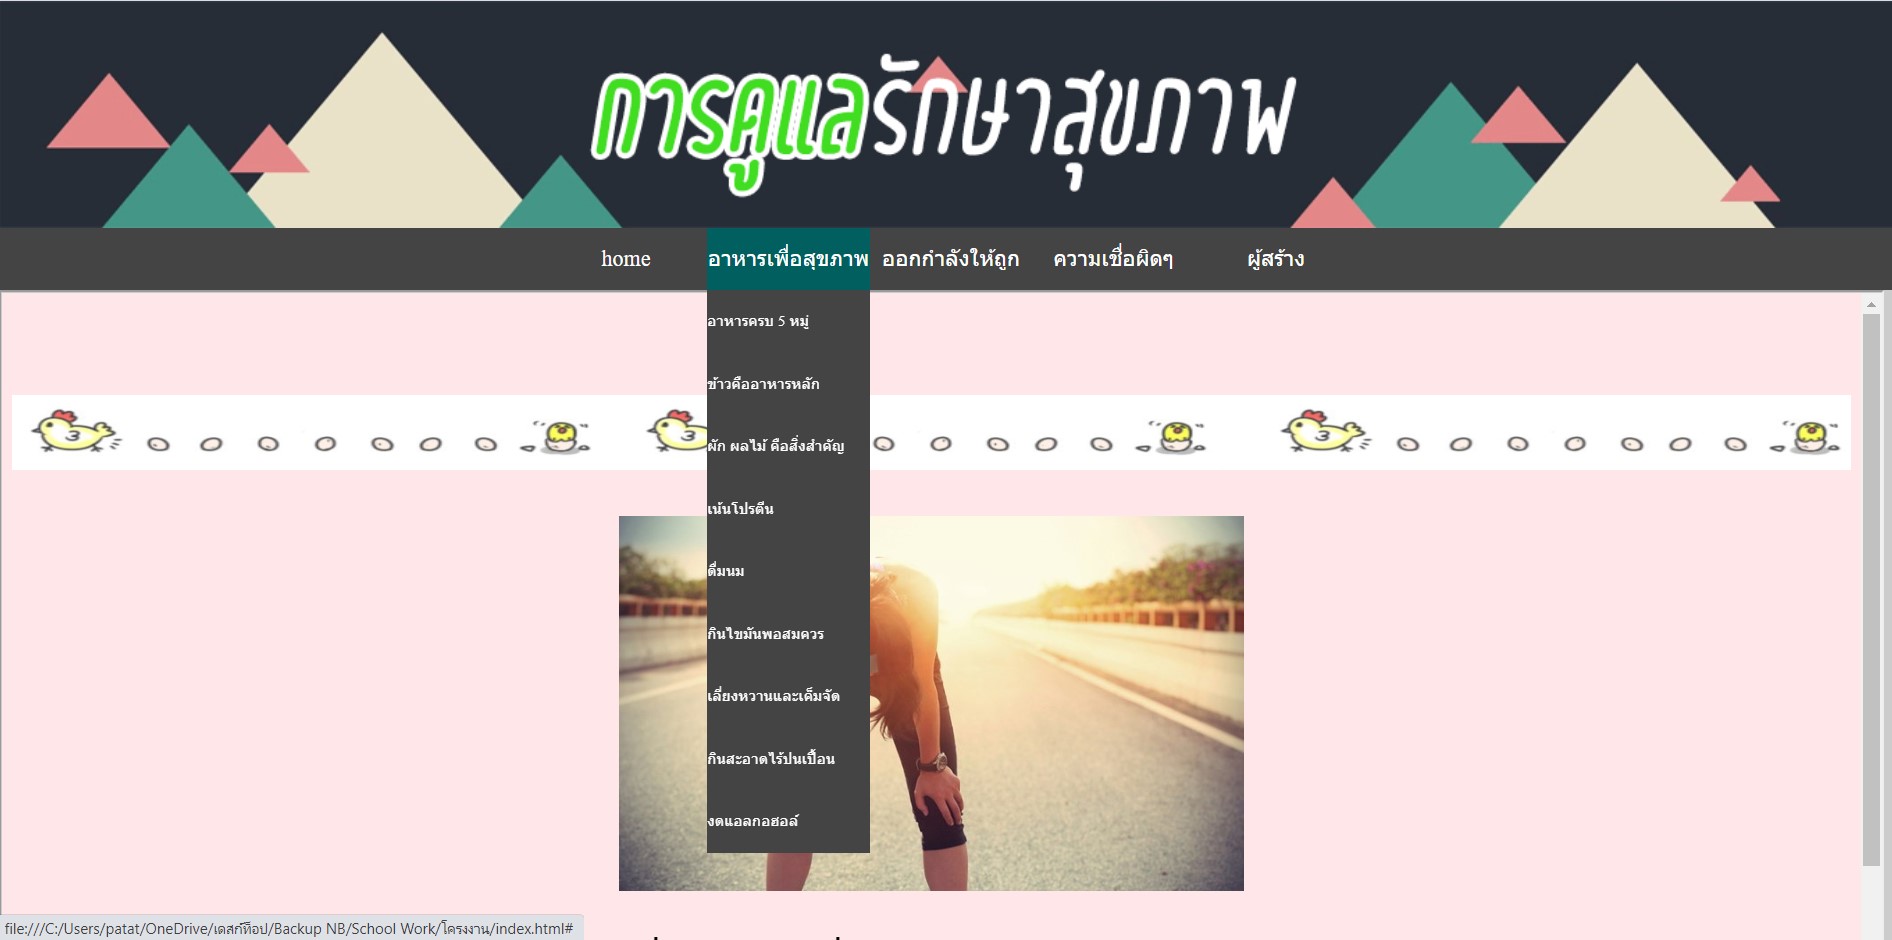 การดูแลรักษาสุขภาพ
home อาหารเพื่อสุขภาพ ออกกำลังให้ถูก ความเชื่อผิดๆ ผู้สร้าง
อาหารครบ 5 หมู่
ข้าวคืออาหารหลัก
ผัก ผลไม้ คือสิ่งสำคัญ
เน้นโปรตีน
ดื่มนม
กินไขมันพอสมควร
เลี่ยงหวานและเค็มจัด
กินสะอาดไร้ปนเปื้อน
งดแอลกอฮอล์
file:///C:/Users/patat/OneDrive/เดสก์ท็อป/Backup NB/School Work/โครงงาน/index.html#